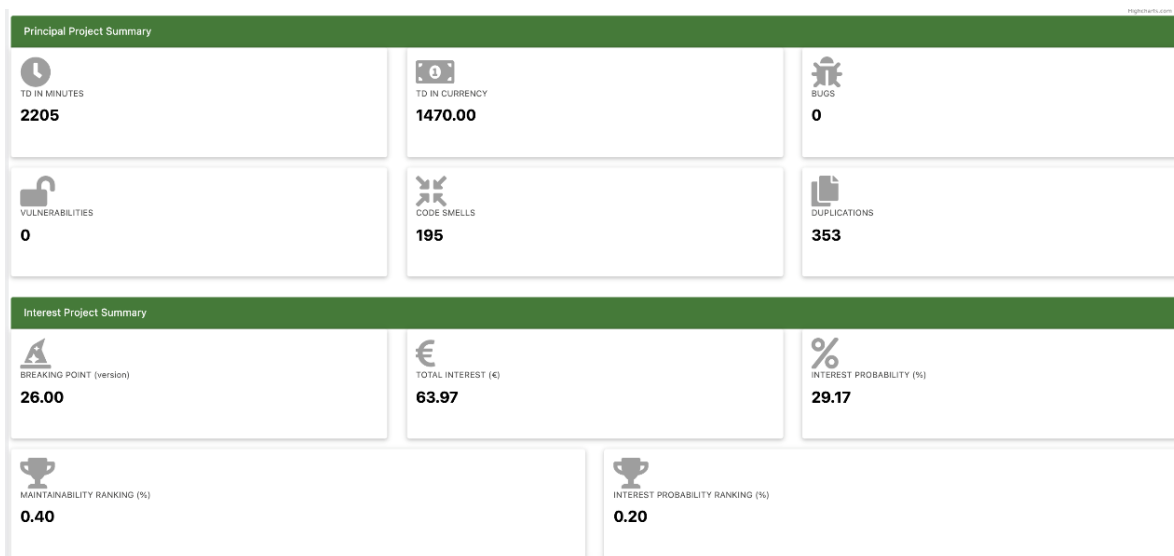 Highcharts.com
Principal Project Summary
TD IN MINUTES
2205
TD IN CURRENCY
1470.00
BUGS
0
VULNERABILITIES
0
CODE SMELLS
195
DUPLICATIONS
353
Interest Project Summary
BREAKING POINT (version)
26.00
€
TOTAL INTEREST (€)
63.97
%
INTEREST PROBABILITY (%)
29.17
MAINTAINABILITY RANKING (%)
0.40
INTEREST PROBABILITY RANKING (%)
0.20